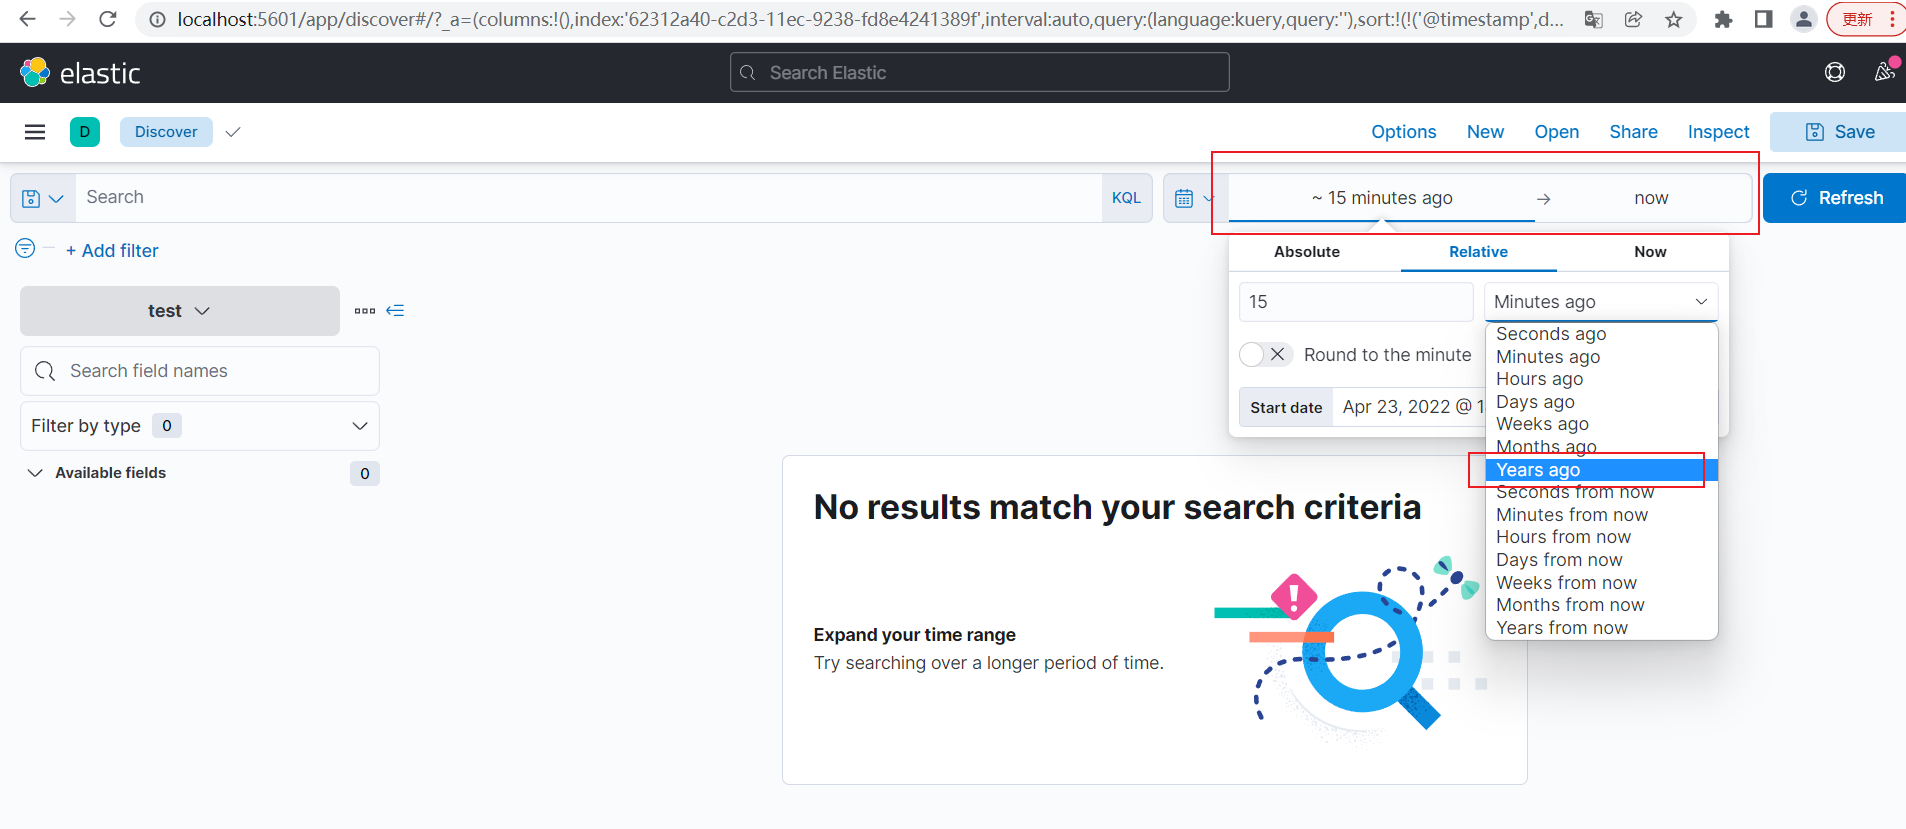 localhost:5601/app/discover#/?_a=(columns:!(),index:'62312a40-c2d3-11ec-9238-fd8e4241389f',interval:auto,query:(language:kuery,query:''),sort:!(!('@timestamp',d...
更新
elastic
Search Elastic
D
Discover
Options
New
Open
Share
Inspect
Save
Search
KQL
~ 15 minutes ago
→
now
Refresh
+ Add filter
Absolute
Relative
Now
test
15
Minutes ago
Round to the minute
Start date
Apr 23, 2022 @ 1
Seconds ago
Minutes ago
Hours ago
Days ago
Weeks ago
Months ago
Years ago
Seconds from now
Minutes from now
Hours from now
Days from now
Weeks from now
Months from now
Years from now
Search field names
Filter by type 0
Available fields 0
No results match your search criteria
Expand your time range
Try searching over a longer period of time.